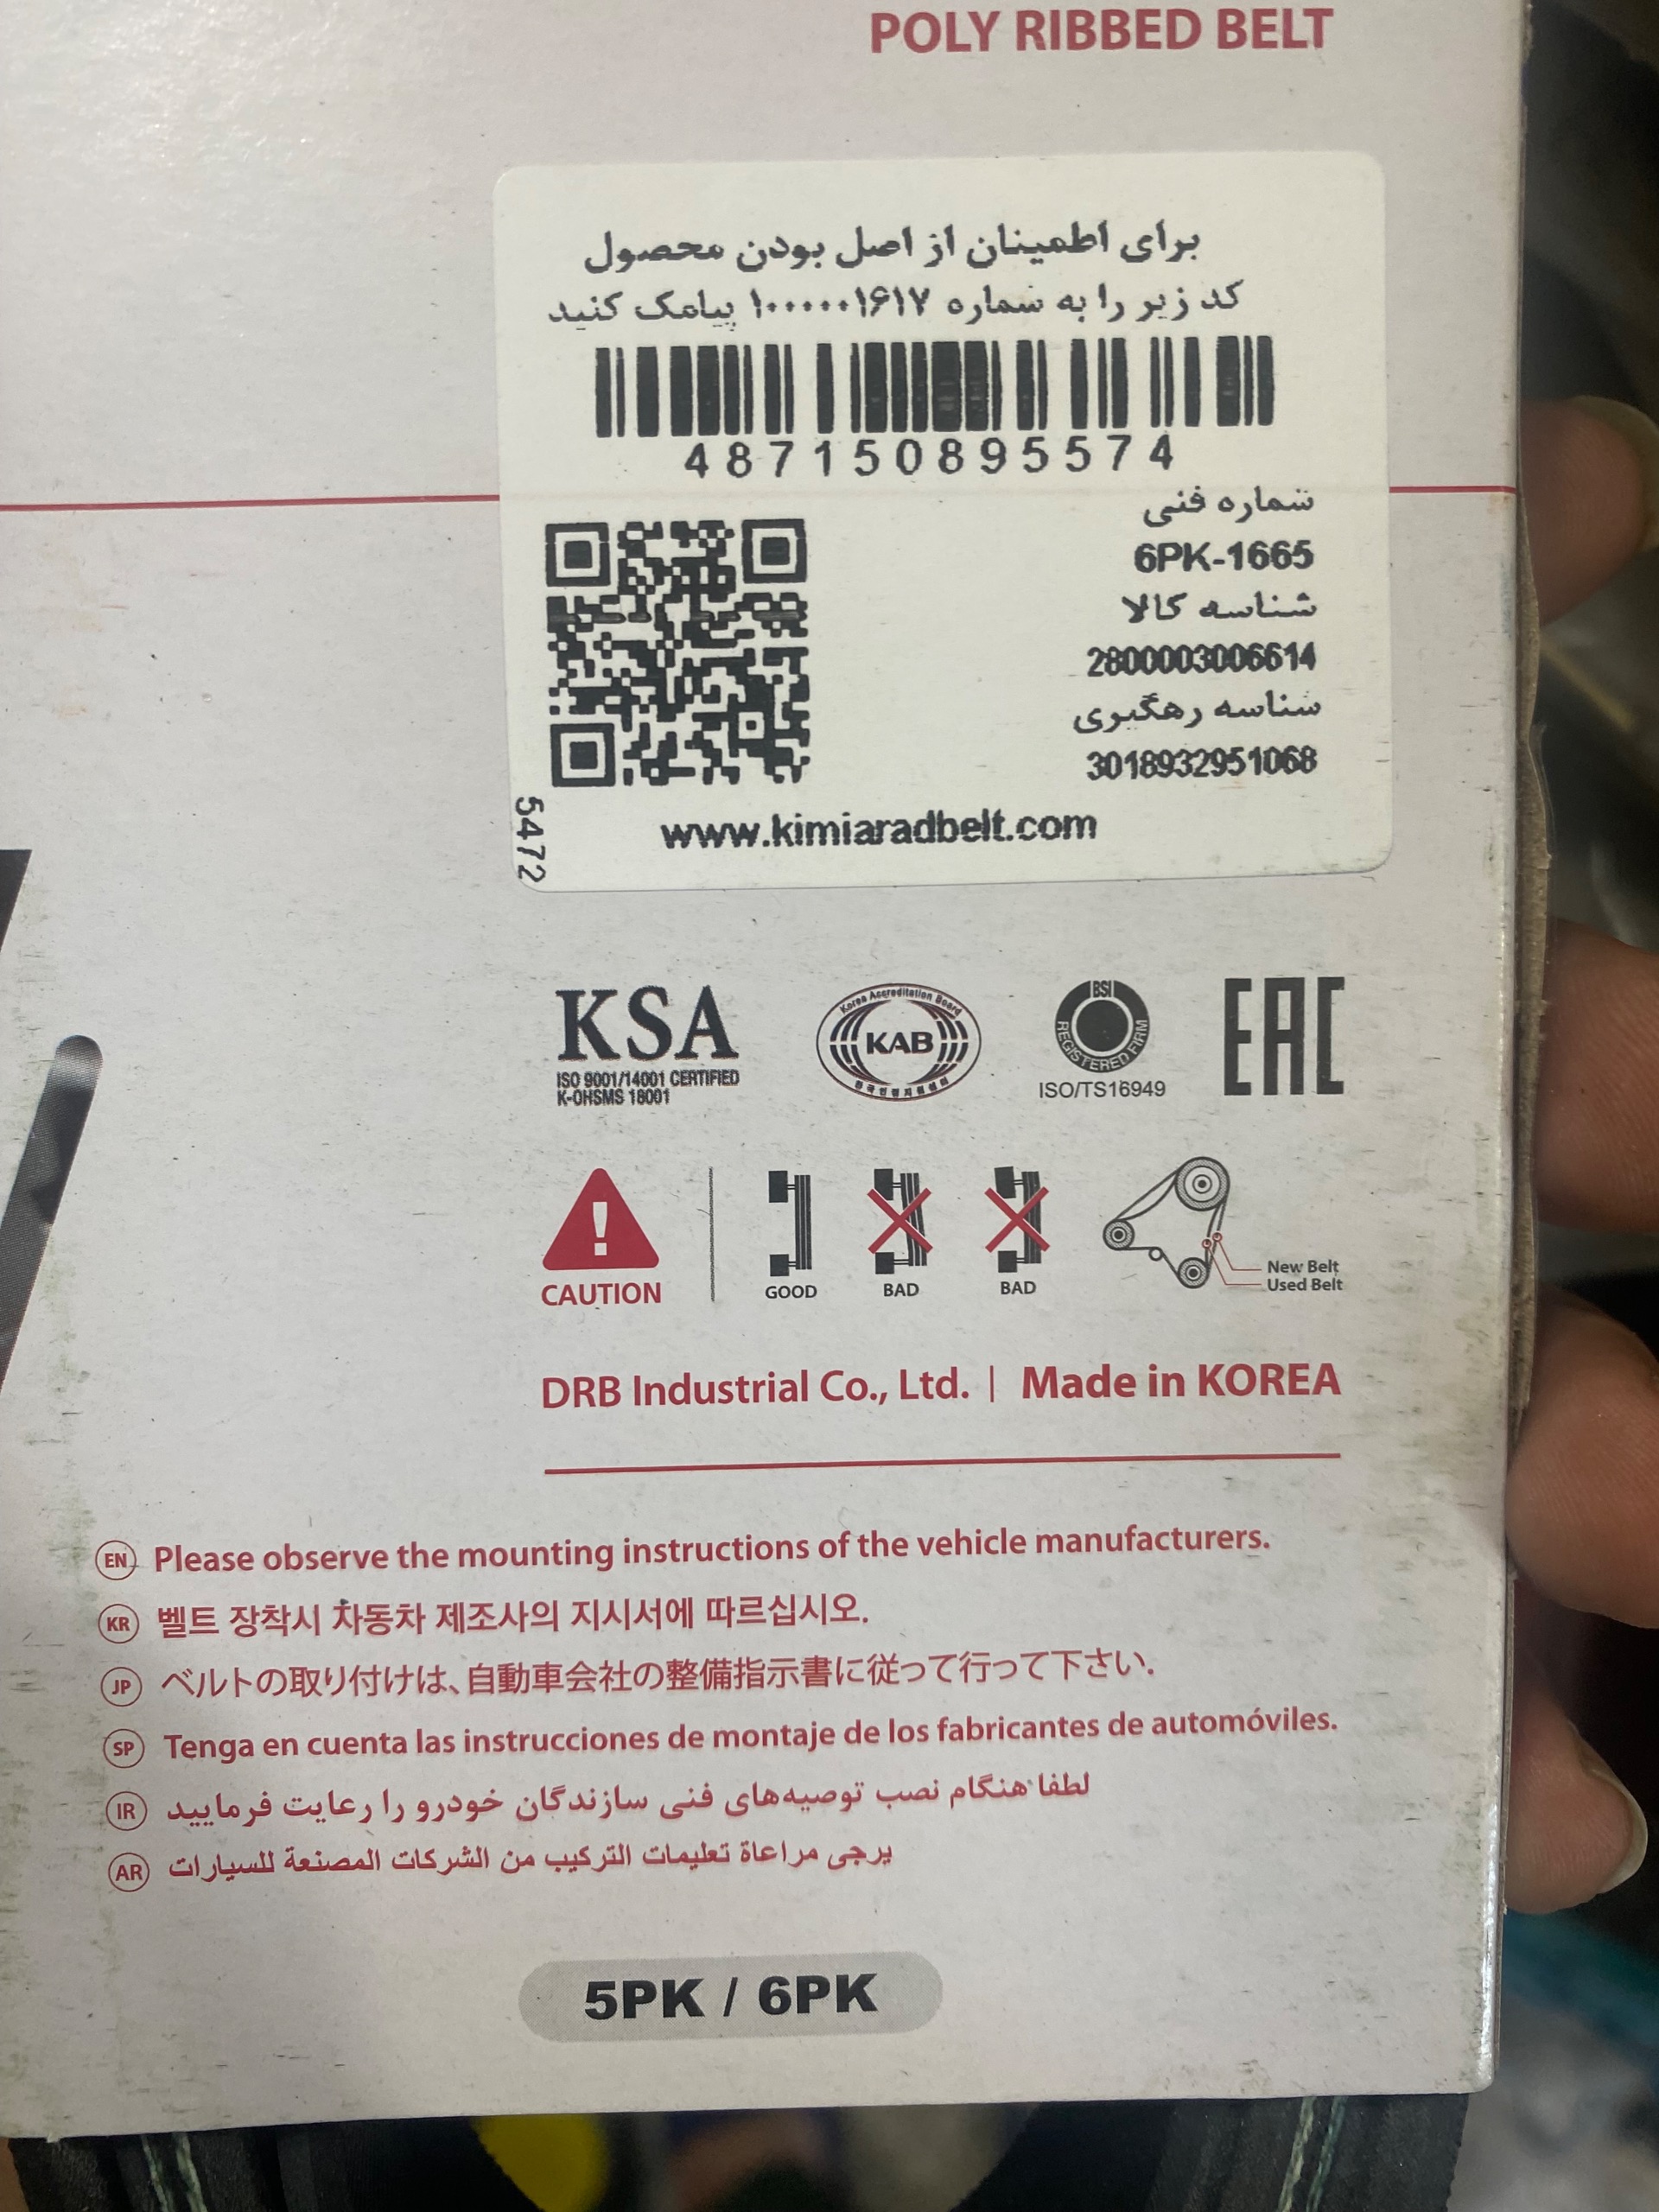 POLY RIBBED BELT
برای اطمینان از اصل بودن محصول
کد زیر را به شماره ۱۰۰۰۰۰۱۶۱۷ پیامک کنید
487150895574
شماره فنی
6PK-1665
شناسه کالا
2800003006614
شناسه رهگیری
3018932951068
www.kimiaradbelt.com
5472
KSA
ISO 9001/14001 CERTIFIED
K-OHSMS 18001
Korea Accreditation Board
KAB
BSI
REGISTERED FIRM
ISO/TS16949
EAC
CAUTION
GOOD
BAD
BAD
New Belt
Used Belt
DRB Industrial Co., Ltd. | Made in KOREA
EN Please observe the mounting instructions of the vehicle manufacturers.
KR 벨트 장착시 자동차 제조사의 지시서에 따르십시오.
JP ベルトの取り付けは、自動車会社の整備指示書に従って行って下さい.
SP Tenga en cuenta las instrucciones de montaje de los fabricantes de automóviles.
IR لطفا هنگام نصب توصیه‌های فنی سازندگان خودرو را رعایت فرمایید
AR يرجى مراعاة تعليمات التركيب من الشركات المصنعة للسيارات
5PK / 6PK